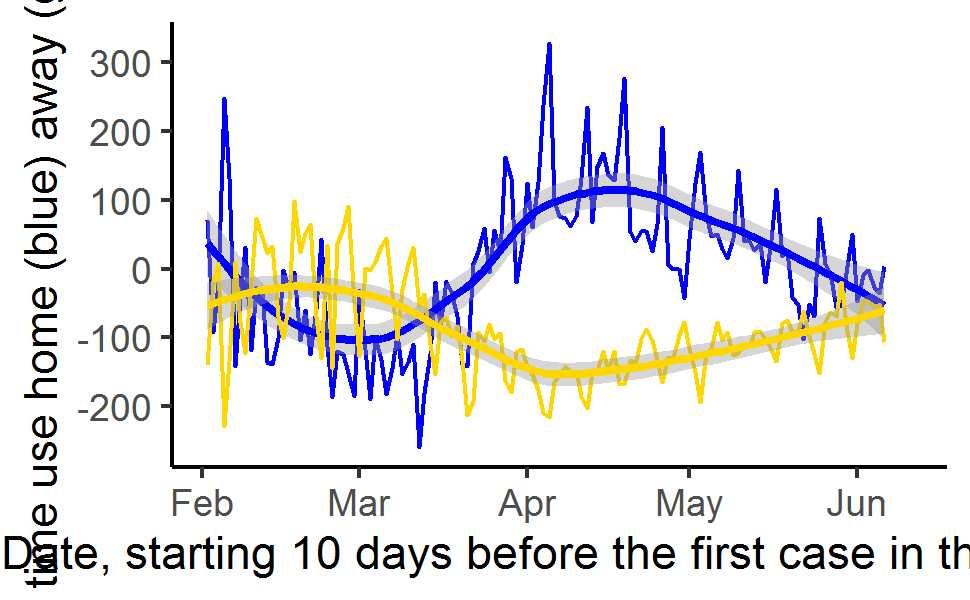 time use home (blue) away (
300
200
100
0
-100
-200
Feb Mar Apr May Jun
Date, starting 10 days before the first case in th